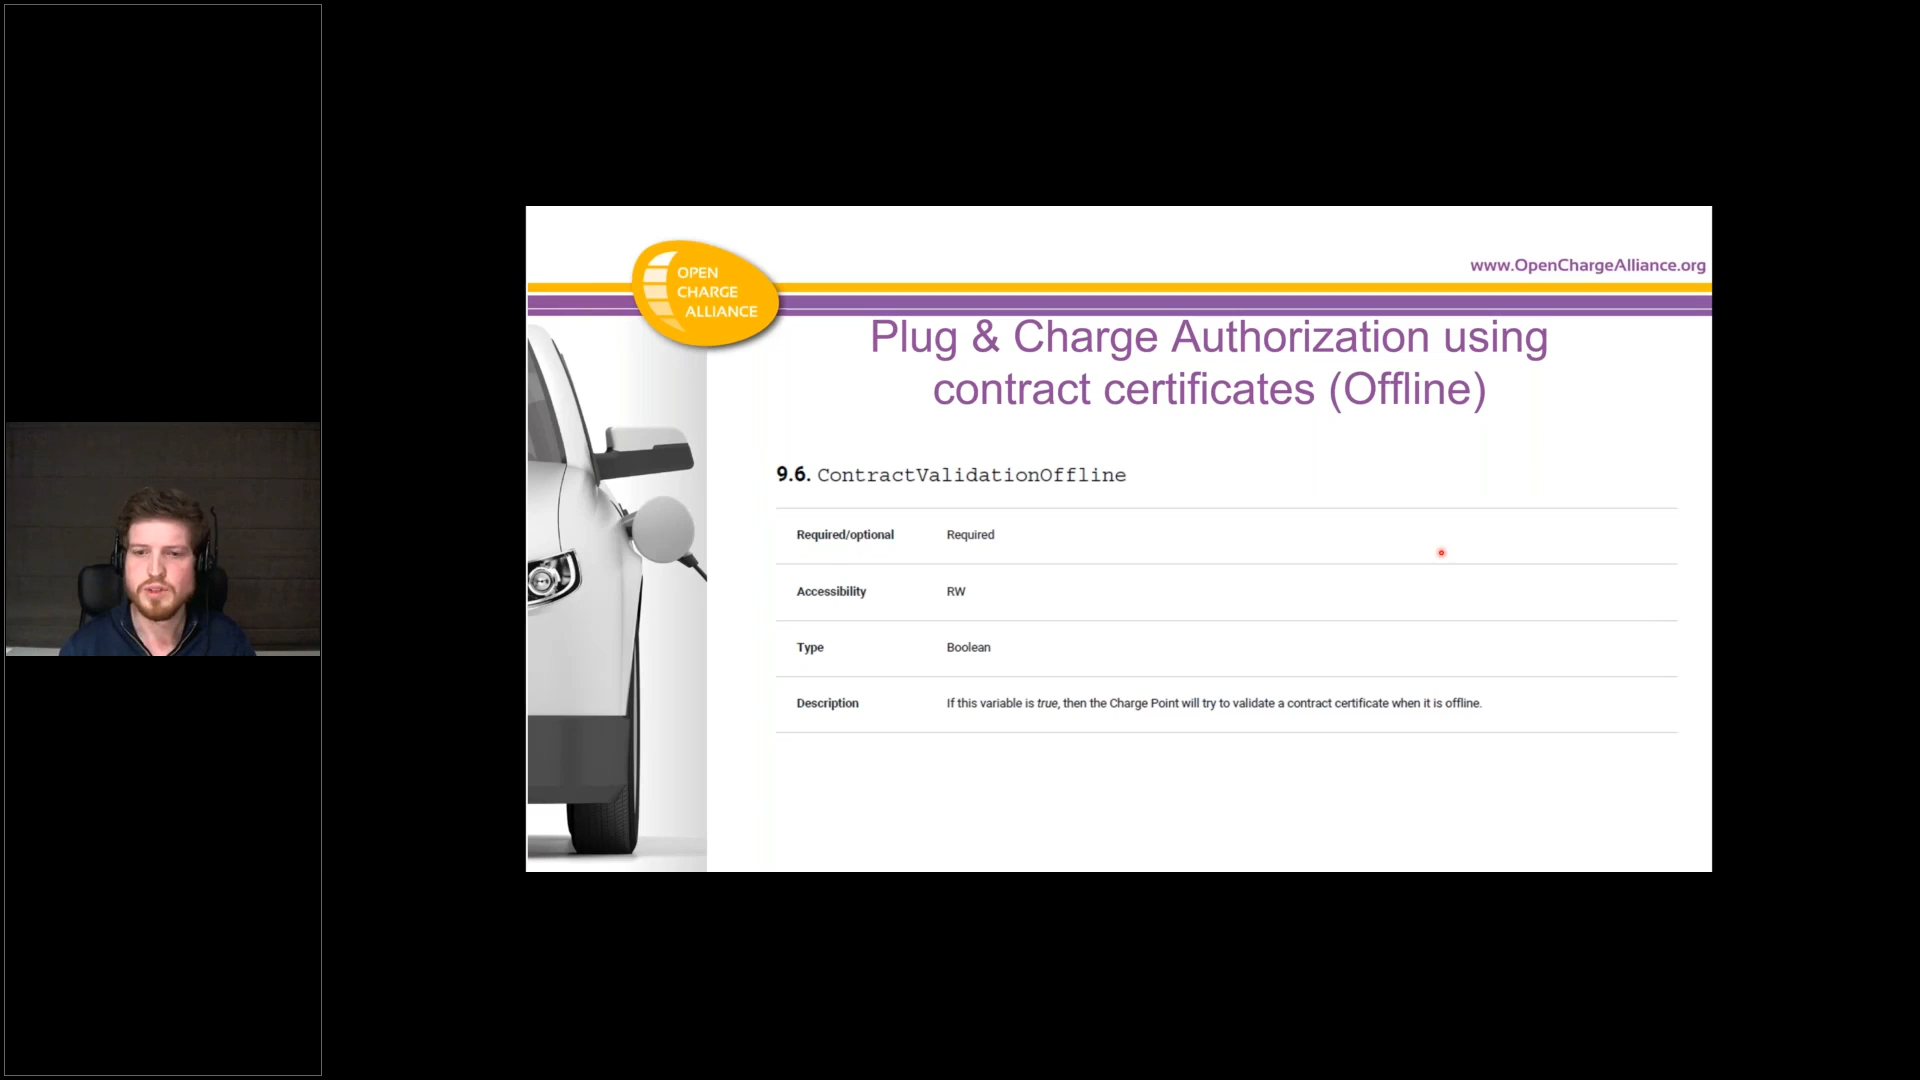 OPEN
CHARGE
ALLIANCE
www.OpenChargeAlliance.org
Plug & Charge Authorization using
contract certificates (Offline)
9.6. ContractValidationOffline
Required/optional Required
Accessibility RW
Type Boolean
Description If this variable is true, then the Charge Point will try to validate a contract certificate when it is offline.